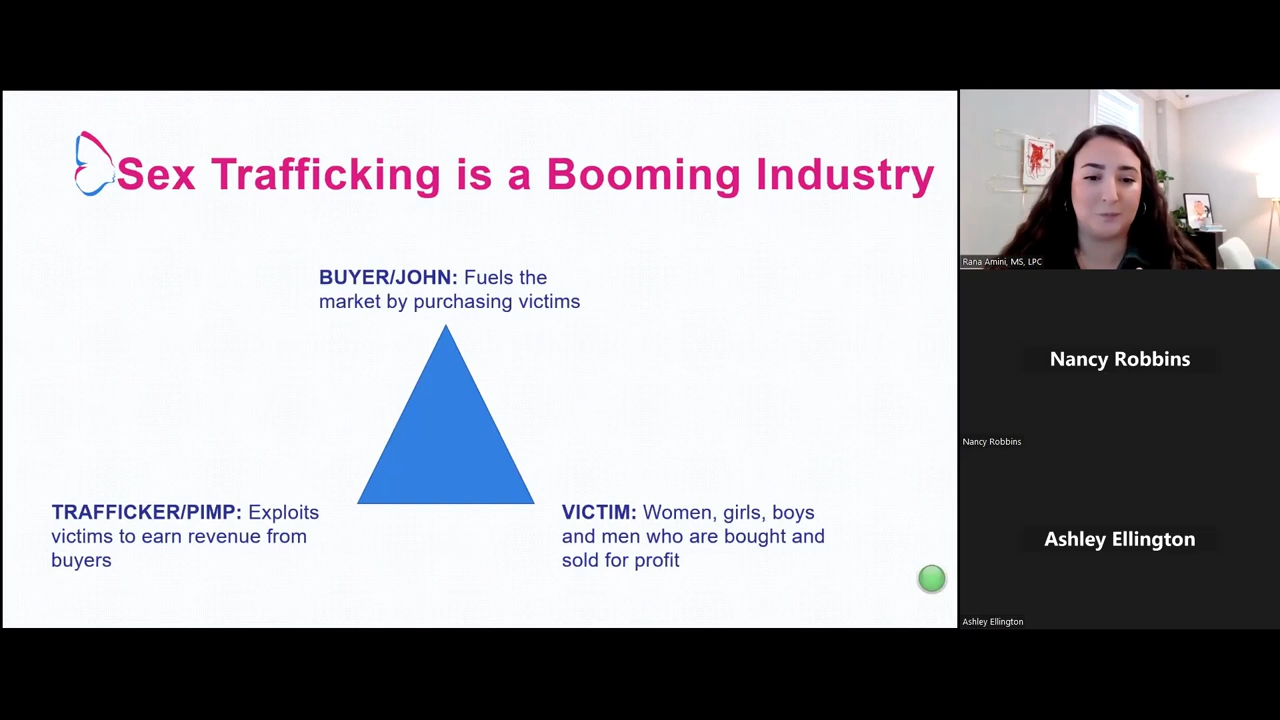 Sex Trafficking is a Booming Industry
BUYER/JOHN: Fuels the
market by purchasing victims
TRAFFICKER/PIMP: Exploits
victims to earn revenue from
buyers
VICTIM: Women, girls, boys
and men who are bought and
sold for profit
Rana Amini, MS, LPC
Nancy Robbins
Nancy Robbins
Ashley Ellington
Ashley Ellington